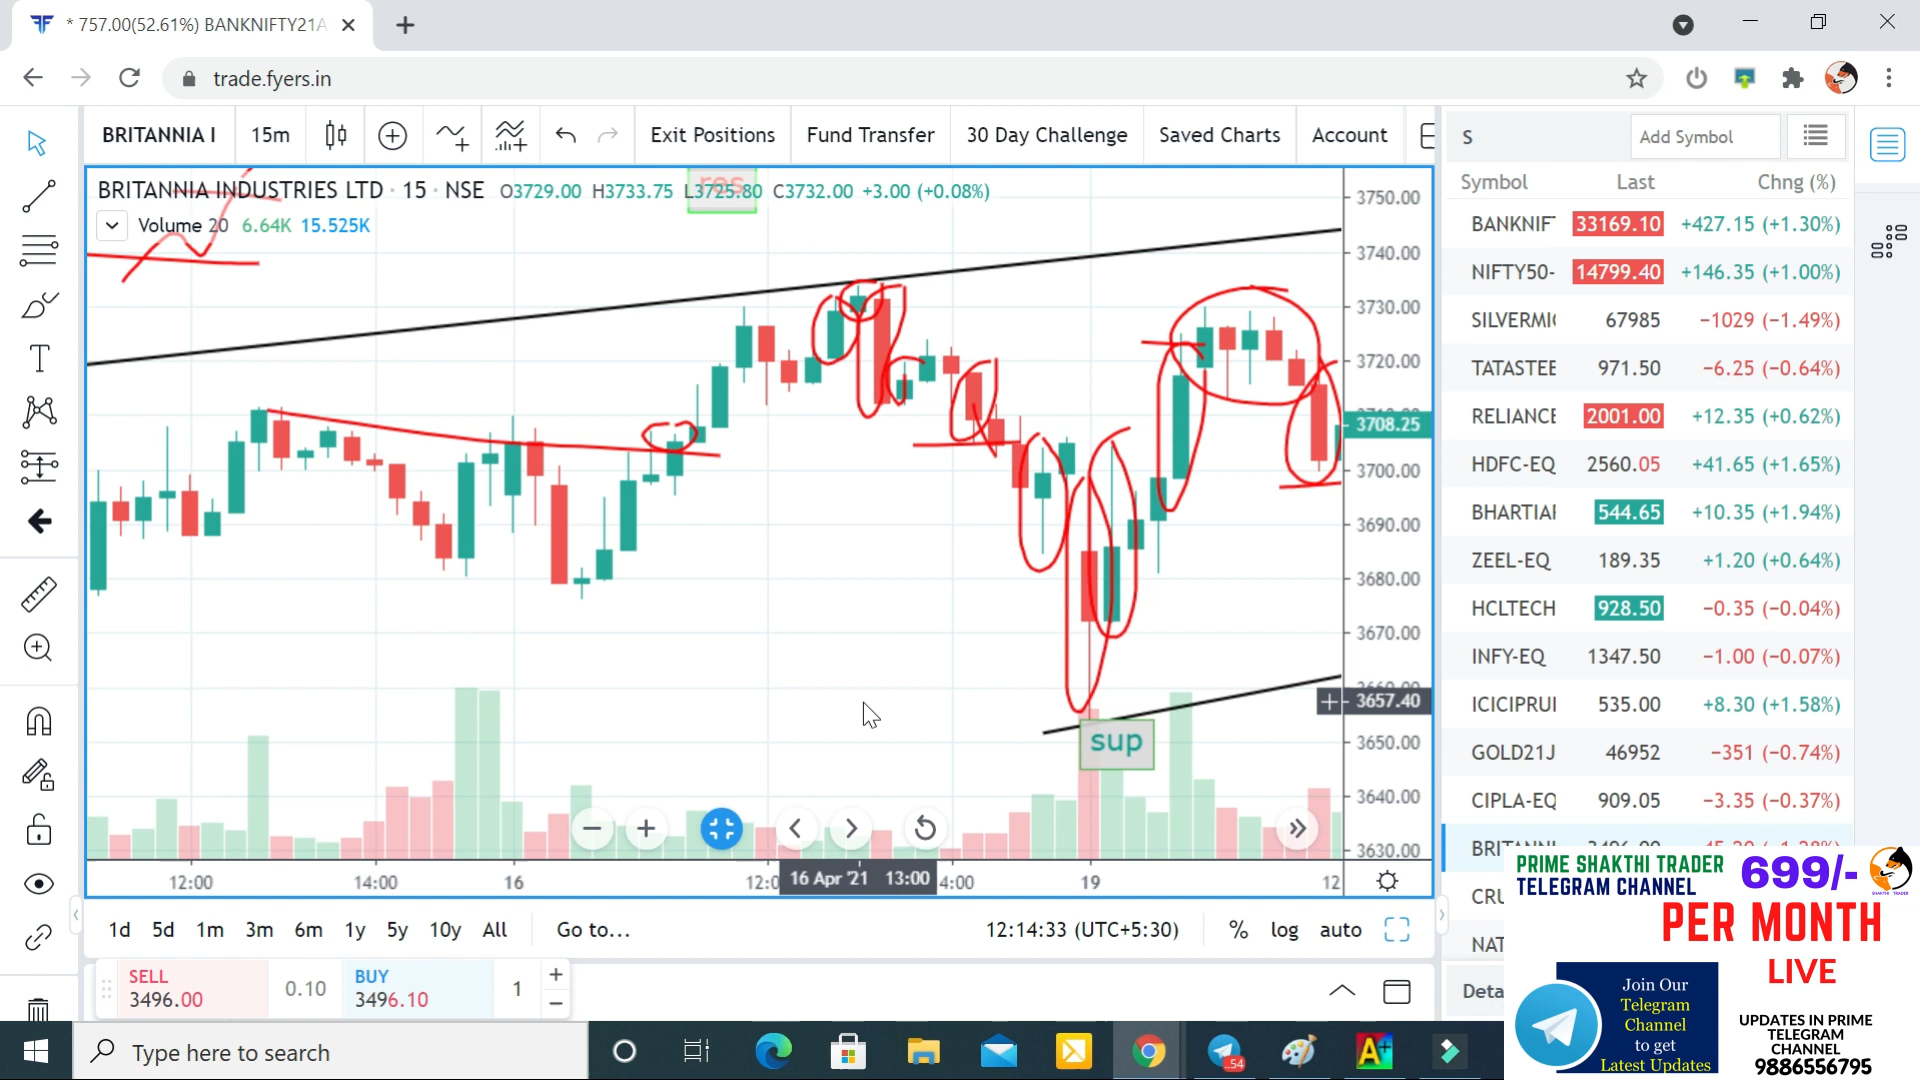 * 757.00(52.61%) BANKNIFTY21A
trade.fyers.in
BRITANNIA I 15m Exit Positions Fund Transfer 30 Day Challenge Saved Charts Account
S Add Symbol
BRITANNIA INDUSTRIES LTD · 15 · NSE O3729.00 H3733.75 L3725.80 C3732.00 +3.00 (+0.08%)
res
Volume 20 6.64K 15.525K
3750.00
3740.00
3730.00
3720.00
3708.25
3700.00
3690.00
3680.00
3670.00
3657.40
3650.00
3640.00
3630.00
sup
12:00 14:00 16 16 Apr '21 13:00 19 12
Symbol Last Chng (%)
BANKNIF 33169.10 +427.15 (+1.30%)
NIFTY50- 14799.40 +146.35 (+1.00%)
SILVERMI 67985 −1029 (−1.49%)
TATASTEE 971.50 −6.25 (−0.64%)
RELIANCE 2001.00 +12.35 (+0.62%)
HDFC-EQ 2560.05 +41.65 (+1.65%)
BHARTIAI 544.65 +10.35 (+1.94%)
ZEEL-EQ 189.35 +1.20 (+0.64%)
HCLTECH 928.50 −0.35 (−0.04%)
INFY-EQ 1347.50 −1.00 (−0.07%)
ICICIPRUI 535.00 +8.30 (+1.58%)
GOLD21J 46952 −351 (−0.74%)
CIPLA-EQ 909.05 −3.35 (−0.37%)
CRU
NAT
Deta
1d 5d 1m 3m 6m 1y 5y 10y All Go to... 12:14:33 (UTC+5:30) % log auto
SELL
3496.00
0.10
BUY
3496.10
1
PRIME SHAKTHI TRADER
TELEGRAM CHANNEL
699/-
PER MONTH
LIVE
Join Our
Telegram
Channel
to get
Latest Updates
UPDATES IN PRIME
TELEGRAM
CHANNEL
9886556795
Type here to search
54